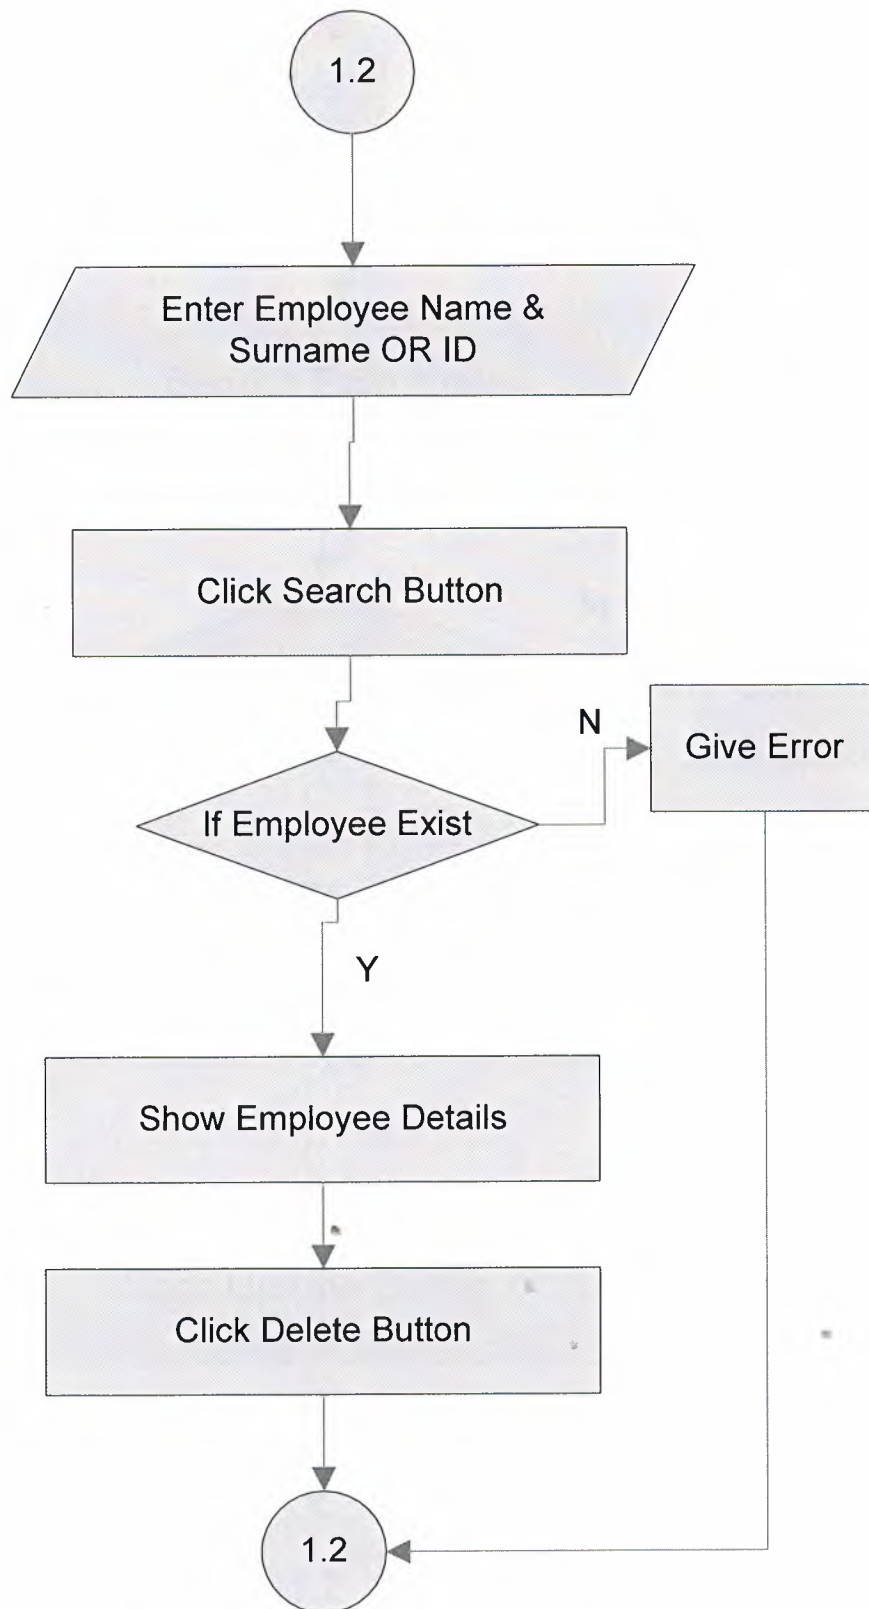 1.2
Enter Employee Name &
Surname OR ID
Click Search Button
N
Give Error
If Employee Exist
Y
Show Employee Details
Click Delete Button
1.2